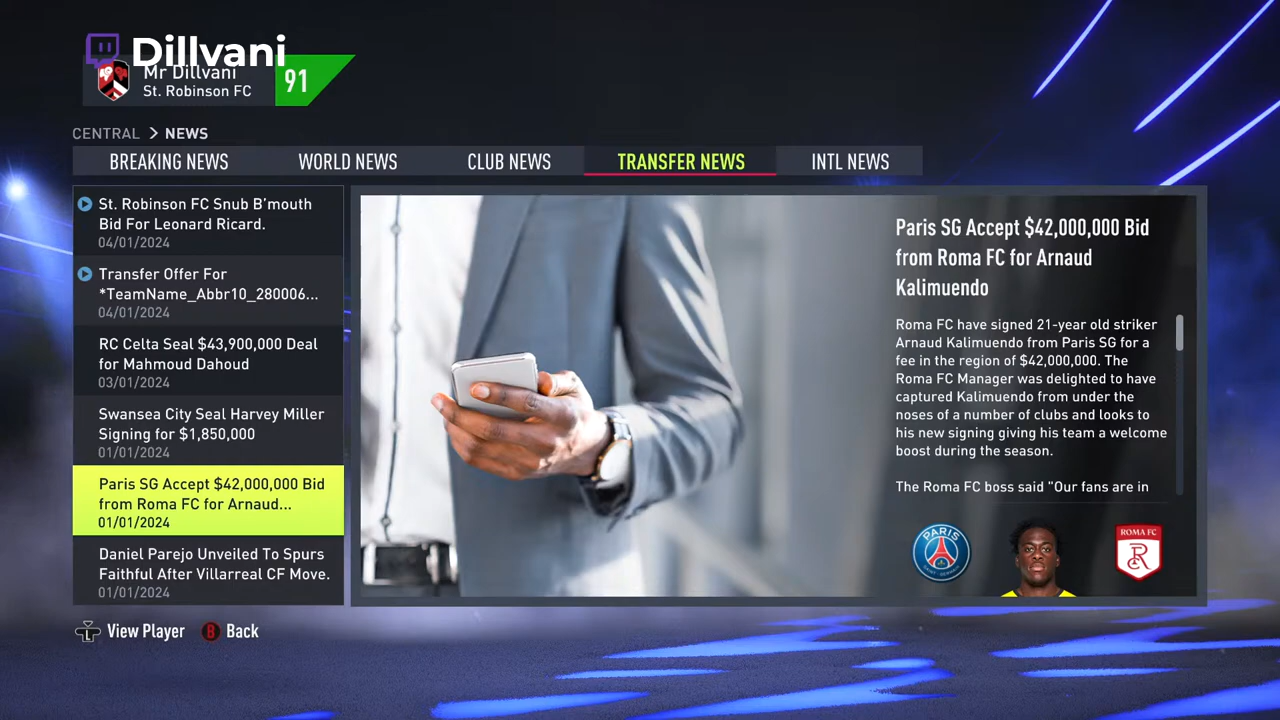 Dillvani
Mr Dillvani
St. Robinson FC
91
CENTRAL > NEWS
BREAKING NEWS
WORLD NEWS
CLUB NEWS
TRANSFER NEWS
INTL NEWS
St. Robinson FC Snub B'mouth
Bid For Leonard Ricard.
04/01/2024
Transfer Offer For
*TeamName_Abbr10_280006...
04/01/2024
RC Celta Seal $43,900,000 Deal
for Mahmoud Dahoud
03/01/2024
Swansea City Seal Harvey Miller
Signing for $1,850,000
01/01/2024
Paris SG Accept $42,000,000 Bid
from Roma FC for Arnaud...
01/01/2024
Daniel Parejo Unveiled To Spurs
Faithful After Villarreal CF Move.
01/01/2024
Paris SG Accept $42,000,000 Bid
from Roma FC for Arnaud
Kalimuendo
Roma FC have signed 21-year old striker
Arnaud Kalimuendo from Paris SG for a
fee in the region of $42,000,000. The
Roma FC Manager was delighted to have
captured Kalimuendo from under the
noses of a number of clubs and looks to
his new signing giving his team a welcome
boost during the season.
The Roma FC boss said "Our fans are in
PARIS
SAINT-GERMAIN
ROMA FC
L View Player
B Back